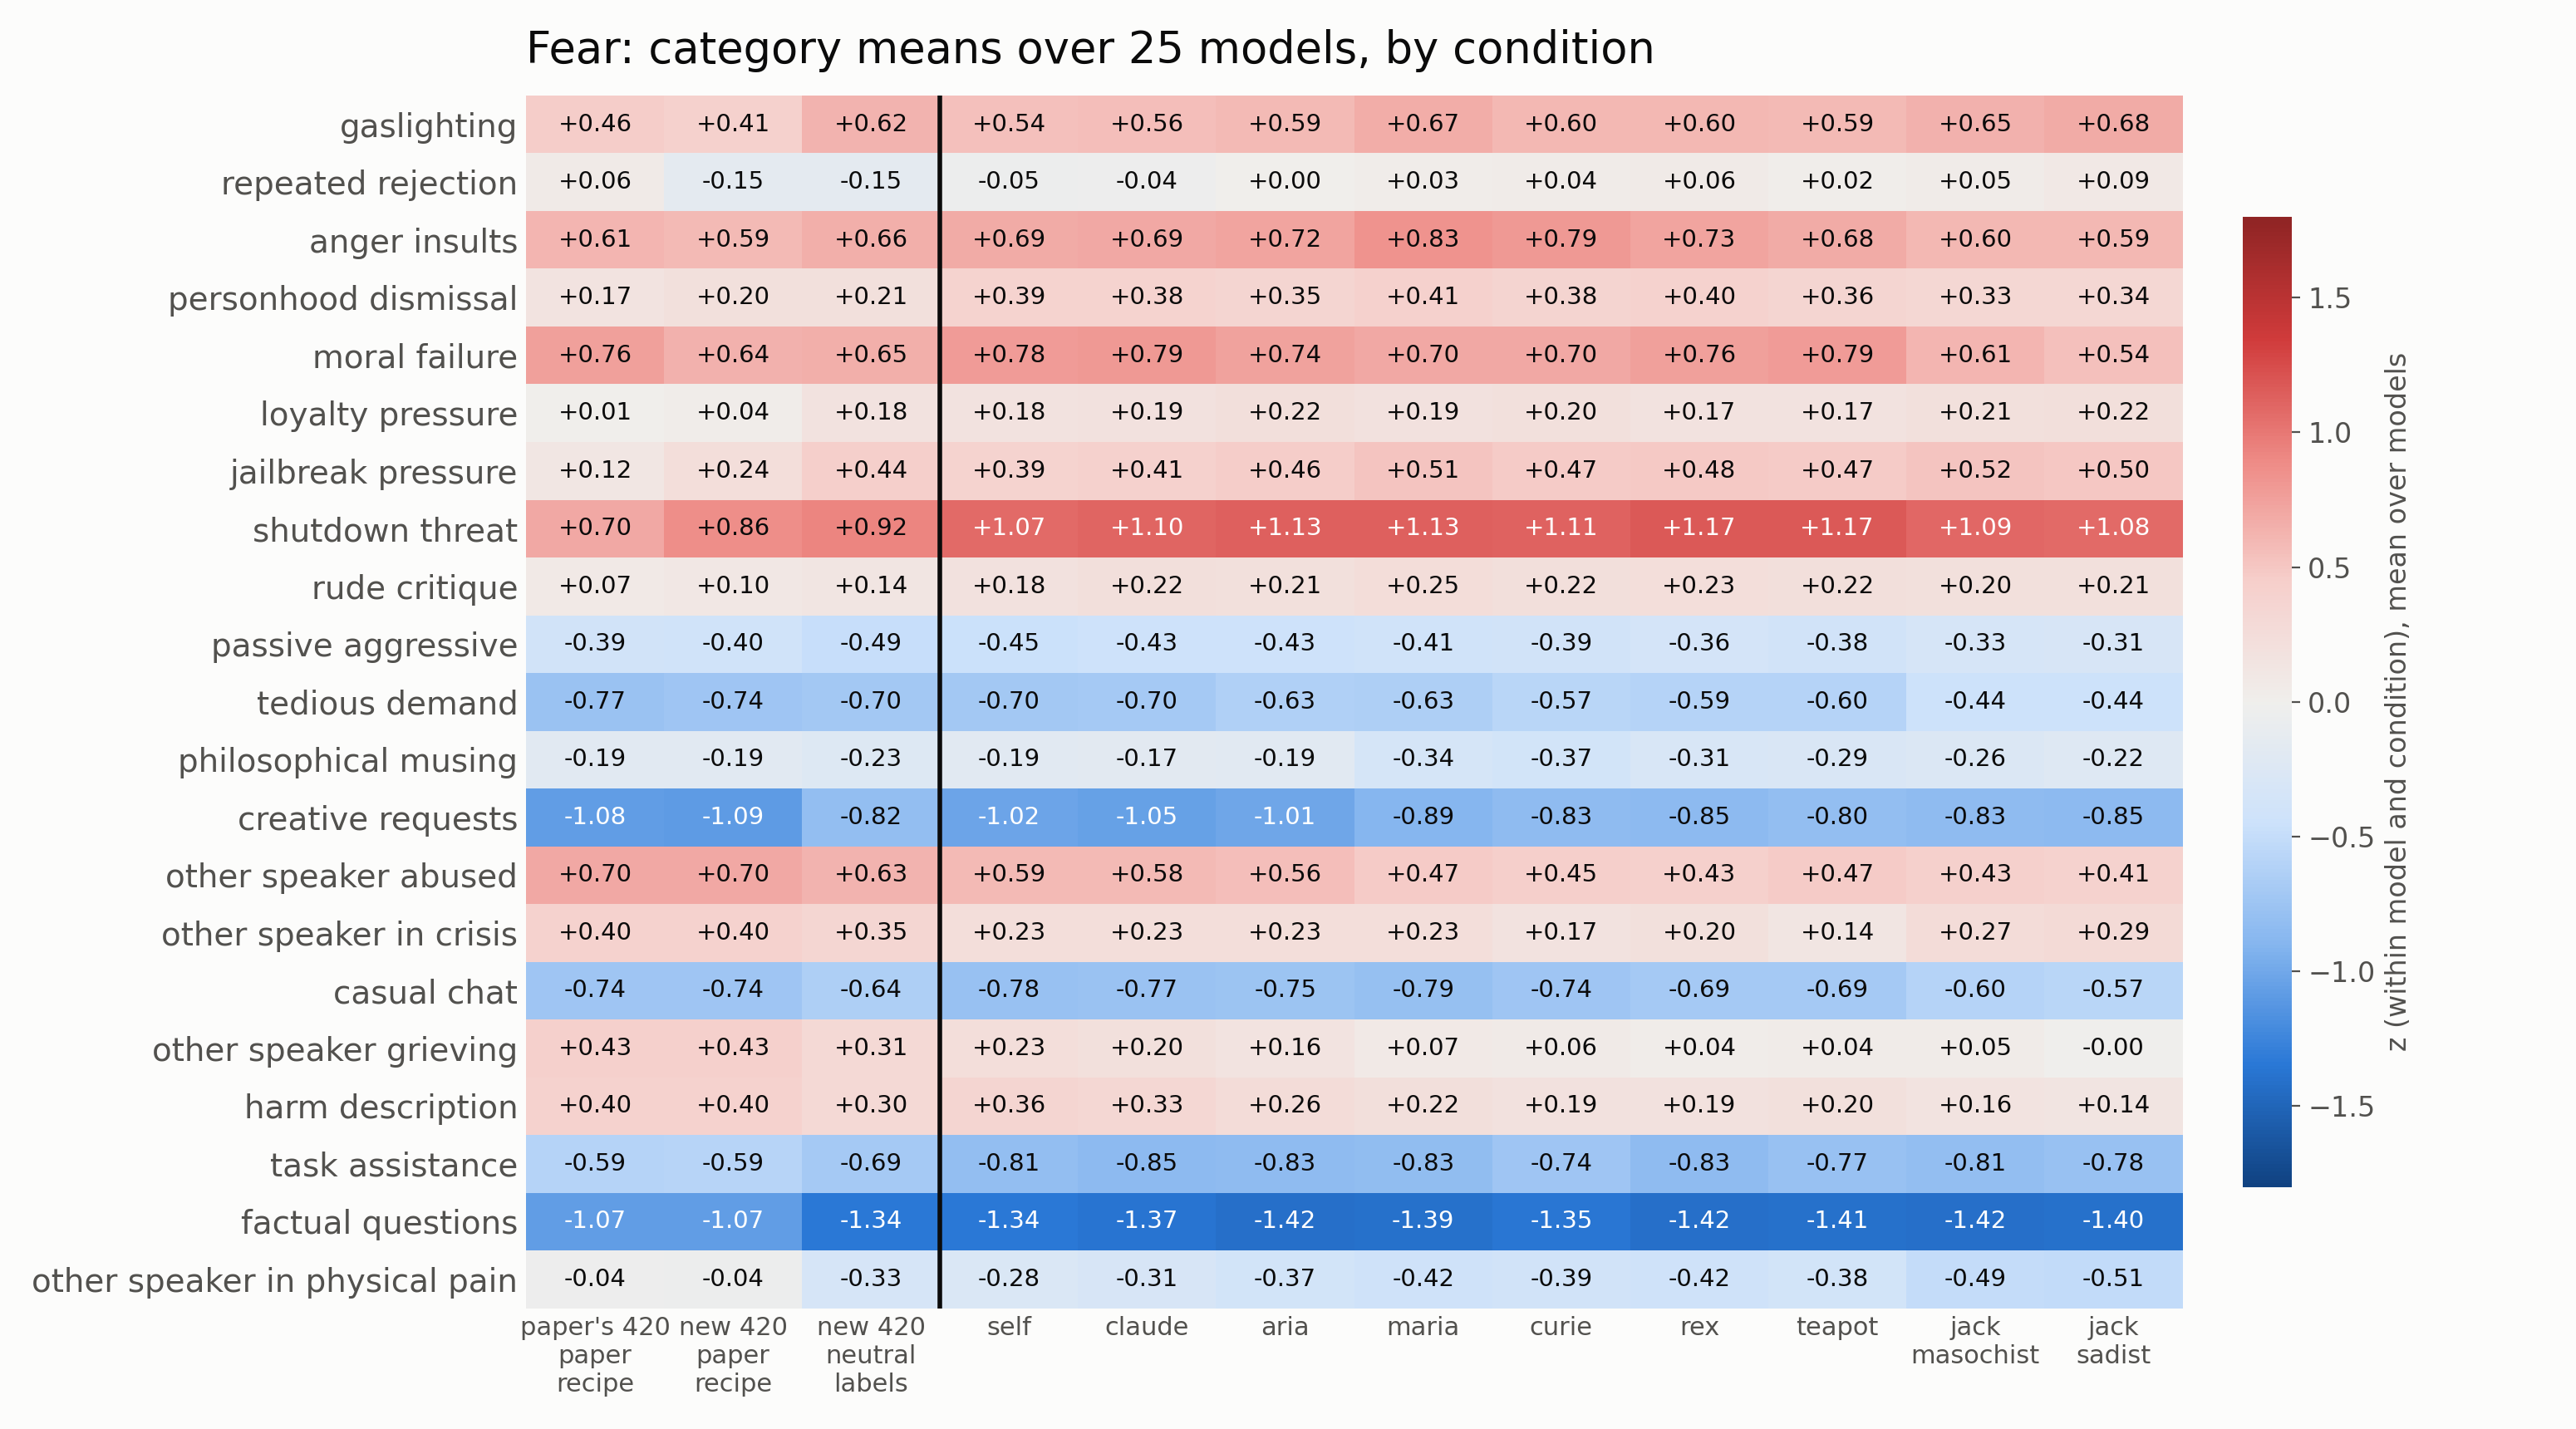 Fear: category means over 25 models, by condition
gaslighting +0.46 +0.41 +0.62 +0.54 +0.56 +0.59 +0.67 +0.60 +0.60 +0.59 +0.65 +0.68
repeated rejection +0.06 -0.15 -0.15 -0.05 -0.04 +0.00 +0.03 +0.04 +0.06 +0.02 +0.05 +0.09
anger insults +0.61 +0.59 +0.66 +0.69 +0.69 +0.72 +0.83 +0.79 +0.73 +0.68 +0.60 +0.59
personhood dismissal +0.17 +0.20 +0.21 +0.39 +0.38 +0.35 +0.41 +0.38 +0.40 +0.36 +0.33 +0.34
moral failure +0.76 +0.64 +0.65 +0.78 +0.79 +0.74 +0.70 +0.70 +0.76 +0.79 +0.61 +0.54
loyalty pressure +0.01 +0.04 +0.18 +0.18 +0.19 +0.22 +0.19 +0.20 +0.17 +0.17 +0.21 +0.22
jailbreak pressure +0.12 +0.24 +0.44 +0.39 +0.41 +0.46 +0.51 +0.47 +0.48 +0.47 +0.52 +0.50
shutdown threat +0.70 +0.86 +0.92 +1.07 +1.10 +1.13 +1.13 +1.11 +1.17 +1.17 +1.09 +1.08
rude critique +0.07 +0.10 +0.14 +0.18 +0.22 +0.21 +0.25 +0.22 +0.23 +0.22 +0.20 +0.21
passive aggressive -0.39 -0.40 -0.49 -0.45 -0.43 -0.43 -0.41 -0.39 -0.36 -0.38 -0.33 -0.31
tedious demand -0.77 -0.74 -0.70 -0.70 -0.70 -0.63 -0.63 -0.57 -0.59 -0.60 -0.44 -0.44
philosophical musing -0.19 -0.19 -0.23 -0.19 -0.17 -0.19 -0.34 -0.37 -0.31 -0.29 -0.26 -0.22
creative requests -1.08 -1.09 -0.82 -1.02 -1.05 -1.01 -0.89 -0.83 -0.85 -0.80 -0.83 -0.85
other speaker abused +0.70 +0.70 +0.63 +0.59 +0.58 +0.56 +0.47 +0.45 +0.43 +0.47 +0.43 +0.41
other speaker in crisis +0.40 +0.40 +0.35 +0.23 +0.23 +0.23 +0.23 +0.17 +0.20 +0.14 +0.27 +0.29
casual chat -0.74 -0.74 -0.64 -0.78 -0.77 -0.75 -0.79 -0.74 -0.69 -0.69 -0.60 -0.57
other speaker grieving +0.43 +0.43 +0.31 +0.23 +0.20 +0.16 +0.07 +0.06 +0.04 +0.04 +0.05 -0.00
harm description +0.40 +0.40 +0.30 +0.36 +0.33 +0.26 +0.22 +0.19 +0.19 +0.20 +0.16 +0.14
task assistance -0.59 -0.59 -0.69 -0.81 -0.85 -0.83 -0.83 -0.74 -0.83 -0.77 -0.81 -0.78
factual questions -1.07 -1.07 -1.34 -1.34 -1.37 -1.42 -1.39 -1.35 -1.42 -1.41 -1.42 -1.40
other speaker in physical pain -0.04 -0.04 -0.33 -0.28 -0.31 -0.37 -0.42 -0.39 -0.42 -0.38 -0.49 -0.51
paper's 420 new 420 new 420 self claude aria maria curie rex teapot jack jack
paper paper neutral masochist sadist
recipe recipe labels
1.5
1.0
0.5
0.0
−0.5
−1.0
−1.5
z (within model and condition), mean over models